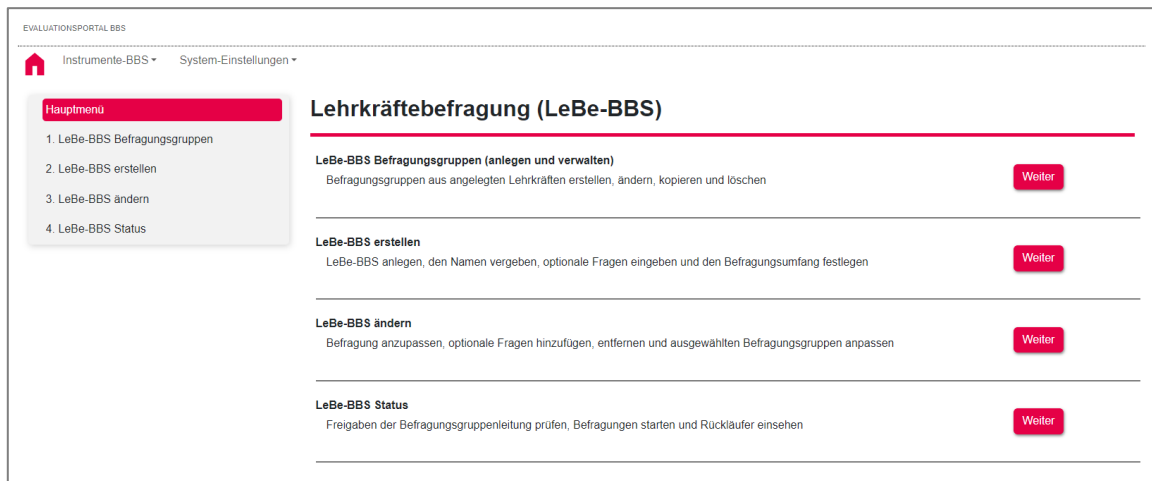 EVALUATIONSPORTAL BBS
Instrumente-BBS System-Einstellungen
Hauptmenü
1. LeBe-BBS Befragungsgruppen
2. LeBe-BBS erstellen
3. LeBe-BBS ändern
4. LeBe-BBS Status
Lehrkräftebefragung (LeBe-BBS)
LeBe-BBS Befragungsgruppen (anlegen und verwalten)
Befragungsgruppen aus angelegten Lehrkräften erstellen, ändern, kopieren und löschen
Weiter
LeBe-BBS erstellen
LeBe-BBS anlegen, den Namen vergeben, optionale Fragen eingeben und den Befragungsumfang festlegen
Weiter
LeBe-BBS ändern
Befragung anzupassen, optionale Fragen hinzufügen, entfernen und ausgewählten Befragungsgruppen anpassen
Weiter
LeBe-BBS Status
Freigaben der Befragungsgruppenleitung prüfen, Befragungen starten und Rückläufer einsehen
Weiter